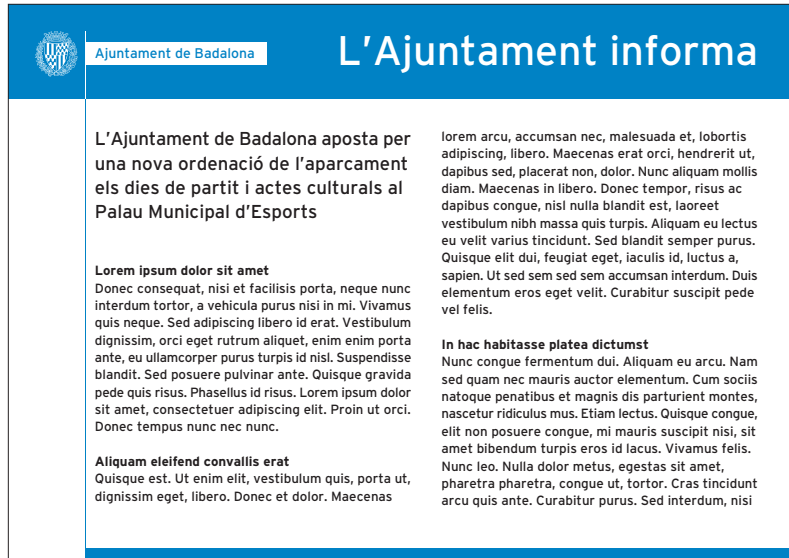 Ajuntament de Badalona
L'Ajuntament informa
L'Ajuntament de Badalona aposta per
una nova ordenació de l'aparcament
els dies de partit i actes culturals al
Palau Municipal d'Esports
Lorem ipsum dolor sit amet
Donec consequat, nisi et facilisis porta, neque nunc
interdum tortor, a vehicula purus nisi in mi. Vivamus
quis neque. Sed adipiscing libero id erat. Vestibulum
dignissim, orci eget rutrum aliquet, enim enim porta
ante, eu ullamcorper purus turpis id nisl. Suspendisse
blandit. Sed posuere pulvinar ante. Quisque gravida
pede quis risus. Phasellus id risus. Lorem ipsum dolor
sit amet, consectetuer adipiscing elit. Proin ut orci.
Donec tempus nunc nec nunc.
Aliquam eleifend convallis erat
Quisque est. Ut enim elit, vestibulum quis, porta ut,
dignissim eget, libero. Donec et dolor. Maecenas
lorem arcu, accumsan nec, malesuada et, lobortis
adipiscing, libero. Maecenas erat orci, hendrerit ut,
dapibus sed, placerat non, dolor. Nunc aliquam mollis
diam. Maecenas in libero. Donec tempor, risus ac
dapibus congue, nisl nulla blandit est, laoreet
vestibulum nibh massa quis turpis. Aliquam eu lectus
eu velit varius tincidunt. Sed blandit semper purus.
Quisque elit dui, feugiat eget, iaculis id, luctus a,
sapien. Ut sed sem sed sem accumsan interdum. Duis
elementum eros eget velit. Curabitur suscipit pede
vel felis.
In hac habitasse platea dictumst
Nunc congue fermentum dui. Aliquam eu arcu. Nam
sed quam nec mauris auctor elementum. Cum sociis
natoque penatibus et magnis dis parturient montes,
nascetur ridiculus mus. Etiam lectus. Quisque congue,
elit non posuere congue, mi mauris suscipit nisi, sit
amet bibendum turpis eros id lacus. Vivamus felis.
Nunc leo. Nulla dolor metus, egestas sit amet,
pharetra pharetra, congue ut, tortor. Cras tincidunt
arcu quis ante. Curabitur purus. Sed interdum, nisi